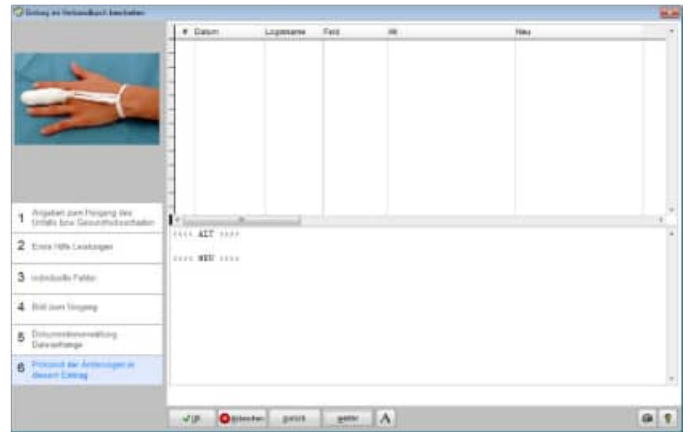 Eintrag im Verbandbuch bearbeiten
# Datum Loginname Feld Alt Neu
1 Angaben zum Hergang des
Unfalls bzw. Gesundheitsschaden
2 Erste Hilfe Leistungen
3 Individuelle Felder
4 Bild zum Vorgang
5 Dokumentenverwaltung
Dateianhänge
6 Protokoll der Änderungen in
diesem Eintrag
<<<< ALT >>>>
<<<< NEU >>>>
OK Abbrechen zurück weiter A